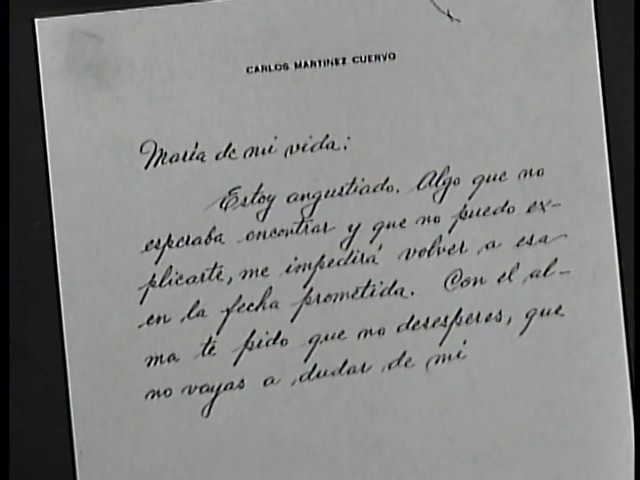 CARLOS MARTINEZ CUERVO
María de mi vida:
Estoy angustiado. Algo que no
esperaba encontrar y que no puedo ex-
plicarte, me impedirá volver a esa
en la fecha prometida. Con el al-
ma te pido que no desesperes, que
no vayas a dudar de mi